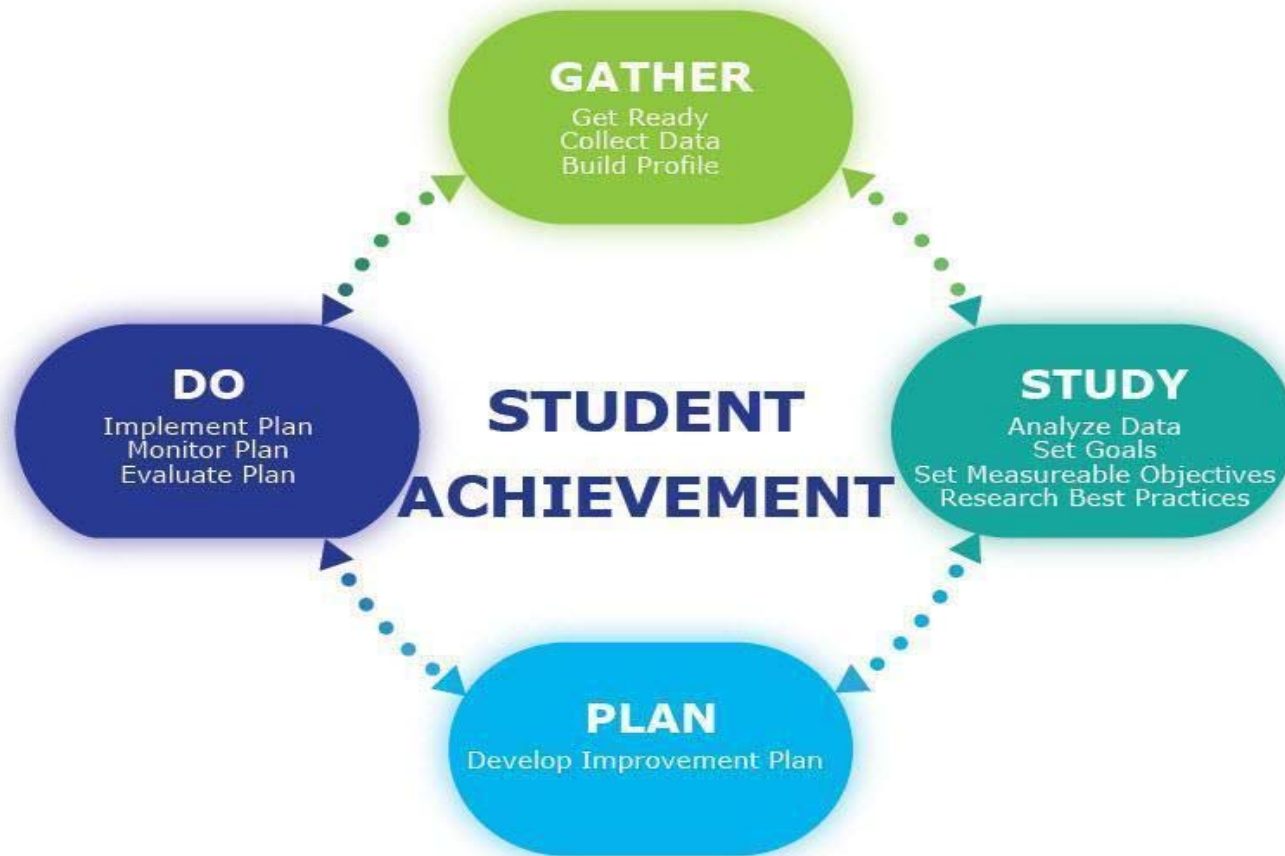 GATHER
Get Ready
Collect Data
Build Profile
DO
Implement Plan
Monitor Plan
Evaluate Plan
STUDENT
ACHIEVEMENT
STUDY
Analyze Data
Set Goals
Set Measureable Objectives
Research Best Practices
PLAN
Develop Improvement Plan